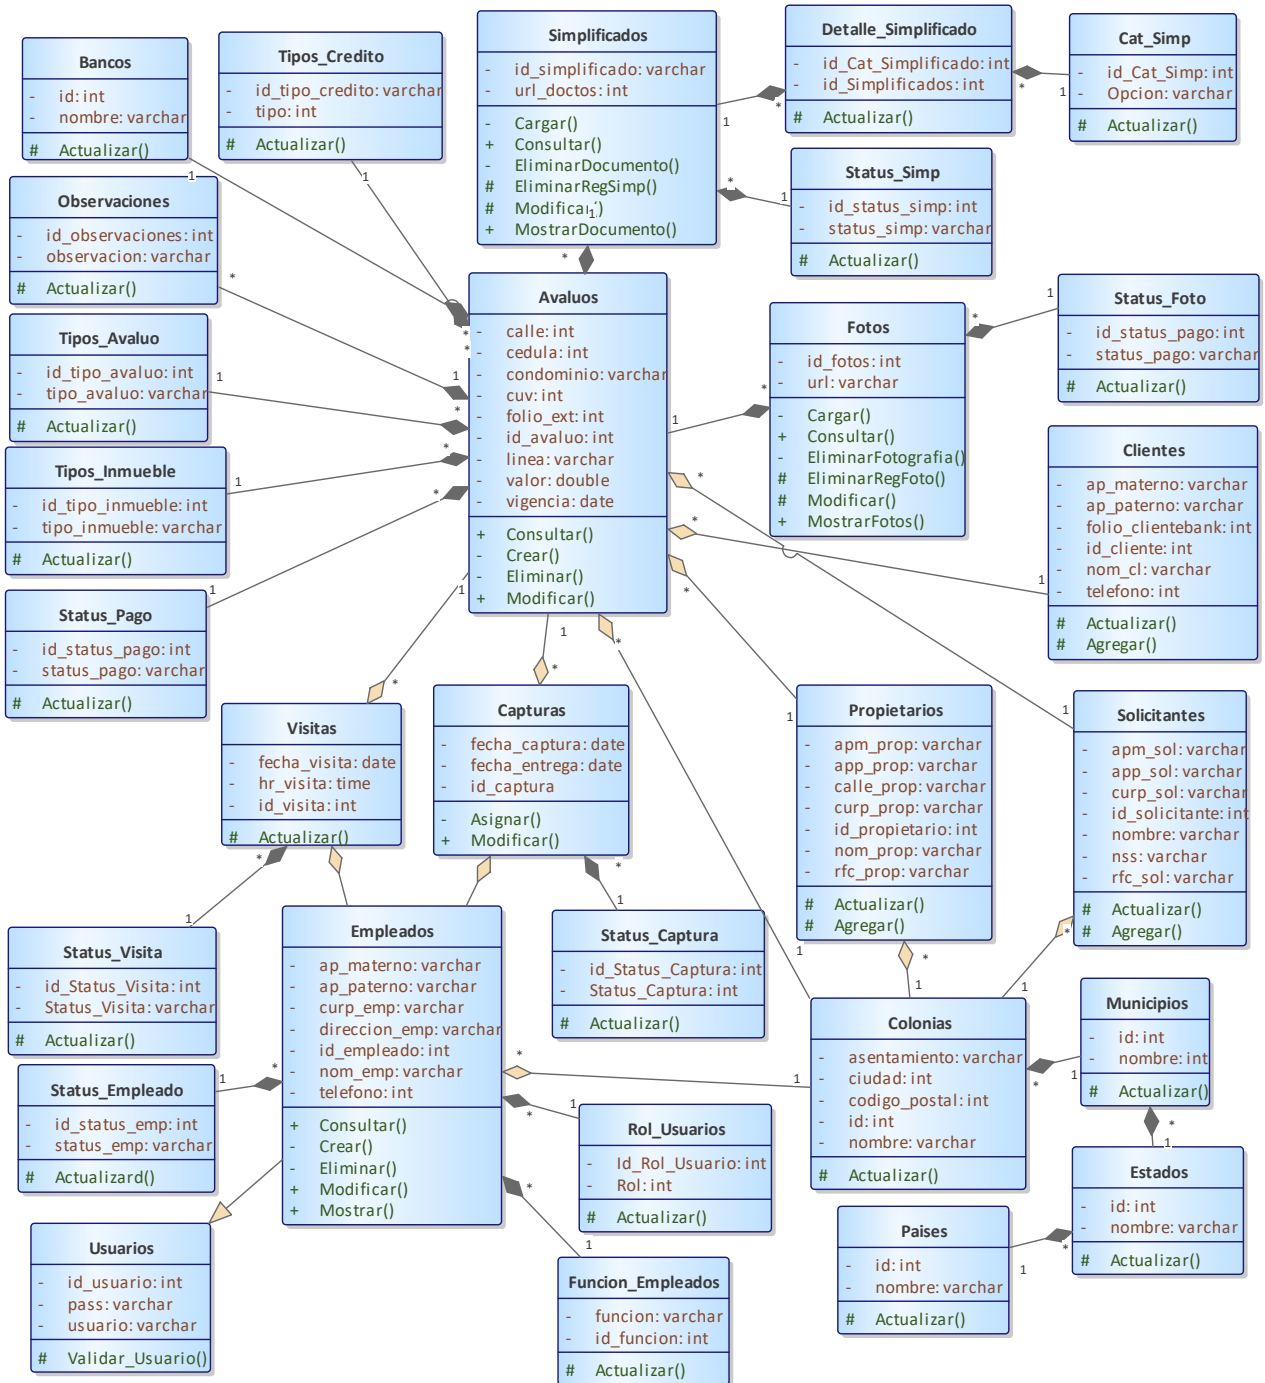 Bancos
- id: int
- nombre: varchar
# Actualizar()
Tipos_Credito
- id_tipo_credito: varchar
- tipo: int
# Actualizar()
Simplificados
- id_simplificado: varchar
- url_doctos: int
- Cargar()
+ Consultar()
- EliminarDocumento()
# EliminarRegSimp()
# Modificar()
+ MostrarDocumento()
Detalle_Simplificado
- id_Cat_Simplificado: int
- id_Simplificados: int
# Actualizar()
Cat_Simp
- id_Cat_Simp: int
- Opcion: varchar
# Actualizar()
Status_Simp
- id_status_simp: int
- status_simp: varchar
# Actualizar()
Observaciones
- id_observaciones: int
- observacion: varchar
# Actualizar()
Tipos_Avaluo
- id_tipo_avaluo: int
- tipo_avaluo: varchar
# Actualizar()
Tipos_Inmueble
- id_tipo_inmueble: int
- tipo_inmueble: varchar
# Actualizar()
Status_Pago
- id_status_pago: int
- status_pago: varchar
# Actualizar()
Avaluos
- calle: int
- cedula: int
- condominio: varchar
- cuv: int
- folio_ext: int
- id_avaluo: int
- linea: varchar
- valor: double
- vigencia: date
+ Consultar()
- Crear()
- Eliminar()
+ Modificar()
Fotos
- id_fotos: int
- url: varchar
- Cargar()
+ Consultar()
- EliminarFotografia()
# EliminarRegFoto()
# Modificar()
+ MostrarFotos()
Status_Foto
- id_status_pago: int
- status_pago: varchar
# Actualizar()
Clientes
- ap_materno: varchar
- ap_paterno: varchar
- folio_clientebank: int
- id_cliente: int
- nom_cl: varchar
- telefono: int
# Actualizar()
# Agregar()
Visitas
- fecha_visita: date
- hr_visita: time
- id_visita: int
# Actualizar()
Capturas
- fecha_captura: date
- fecha_entrega: date
- id_captura
- Asignar()
+ Modificar()
Propietarios
- apm_prop: varchar
- app_prop: varchar
- calle_prop: varchar
- curp_prop: varchar
- id_propietario: int
- nom_prop: varchar
- rfc_prop: varchar
# Actualizar()
# Agregar()
Solicitantes
- apm_sol: varchar
- app_sol: varchar
- curp_sol: varchar
- id_solicitante: int
- nombre: varchar
- nss: varchar
- rfc_sol: varchar
# Actualizar()
# Agregar()
Status_Visita
- id_Status_Visita: int
- Status_Visita: varchar
# Actualizar()
Empleados
- ap_materno: varchar
- ap_paterno: varchar
- curp_emp: varchar
- direccion_emp: varchar
- id_empleado: int
- nom_emp: varchar
- telefono: int
+ Consultar()
- Crear()
- Eliminar()
+ Modificar()
+ Mostrar()
Status_Captura
- id_Status_Captura: int
- Status_Captura: int
# Actualizar()
Colonias
- asentamiento: varchar
- ciudad: int
- codigo_postal: int
- id: int
- nombre: varchar
# Actualizar()
Municipios
- id: int
- nombre: int
# Actualizar()
Status_Empleado
- id_status_emp: int
- status_emp: varchar
# Actualizard()
Rol_Usuarios
- Id_Rol_Usuario: int
- Rol: int
# Actualizar()
Estados
- id: int
- nombre: varchar
# Actualizar()
Paises
- id: int
- nombre: varchar
# Actualizar()
Usuarios
- id_usuario: int
- pass: varchar
- usuario: varchar
# Validar_Usuario()
Funcion_Empleados
- funcion: varchar
- id_funcion: int
# Actualizar()